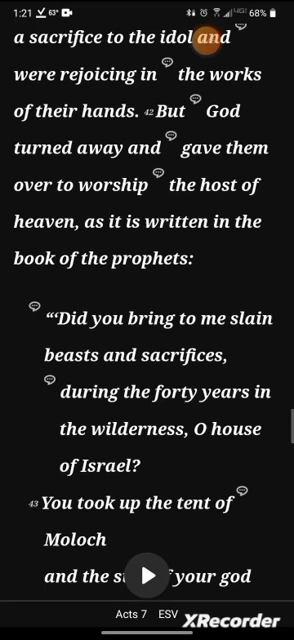 1:21 63° 68%
a sacrifice to the idol and
were rejoicing in the works
of their hands. 42 But God
turned away and gave them
over to worship the host of
heaven, as it is written in the
book of the prophets:
“‘Did you bring to me slain
beasts and sacrifices,
during the forty years in
the wilderness, O house
of Israel?
43 You took up the tent of
Moloch
and the of your god
Acts 7 ESV
XRecorder